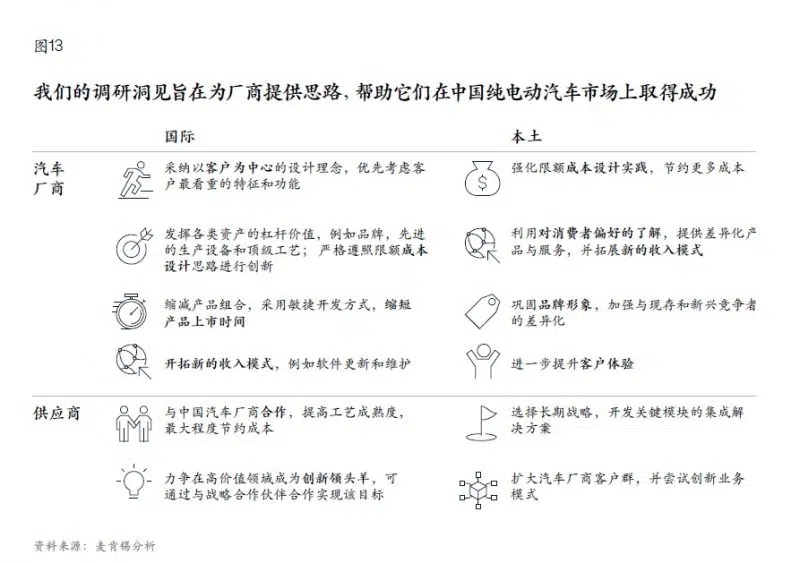 图13
我们的调研洞见旨在为厂商提供思路，帮助它们在中国纯电动汽车市场上取得成功
国际
本土
汽车
厂商
采纳以客户为中心的设计理念，优先考虑客
户最看重的特征和功能
强化限额成本设计实践，节约更多成本
发挥各类资产的杠杆价值，例如品牌，先进
的生产设备和顶级工艺；严格遵照限额成本
设计思路进行创新
利用对消费者偏好的了解，提供差异化产
品与服务，并拓展新的收入模式
缩减产品组合，采用敏捷开发方式，缩短
产品上市时间
巩固品牌形象，加强与现存和新兴竞争者
的差异化
开拓新的收入模式，例如软件更新和维护
进一步提升客户体验
供应商
与中国汽车厂商合作，提高工艺成熟度，
最大程度节约成本
选择长期战略，开发关键模块的集成解
决方案
力争在高价值领域成为创新领头羊，可
通过与战略合作伙伴合作实现该目标
扩大汽车厂商客户群，并尝试创新业务
模式
资料来源：麦肯锡分析